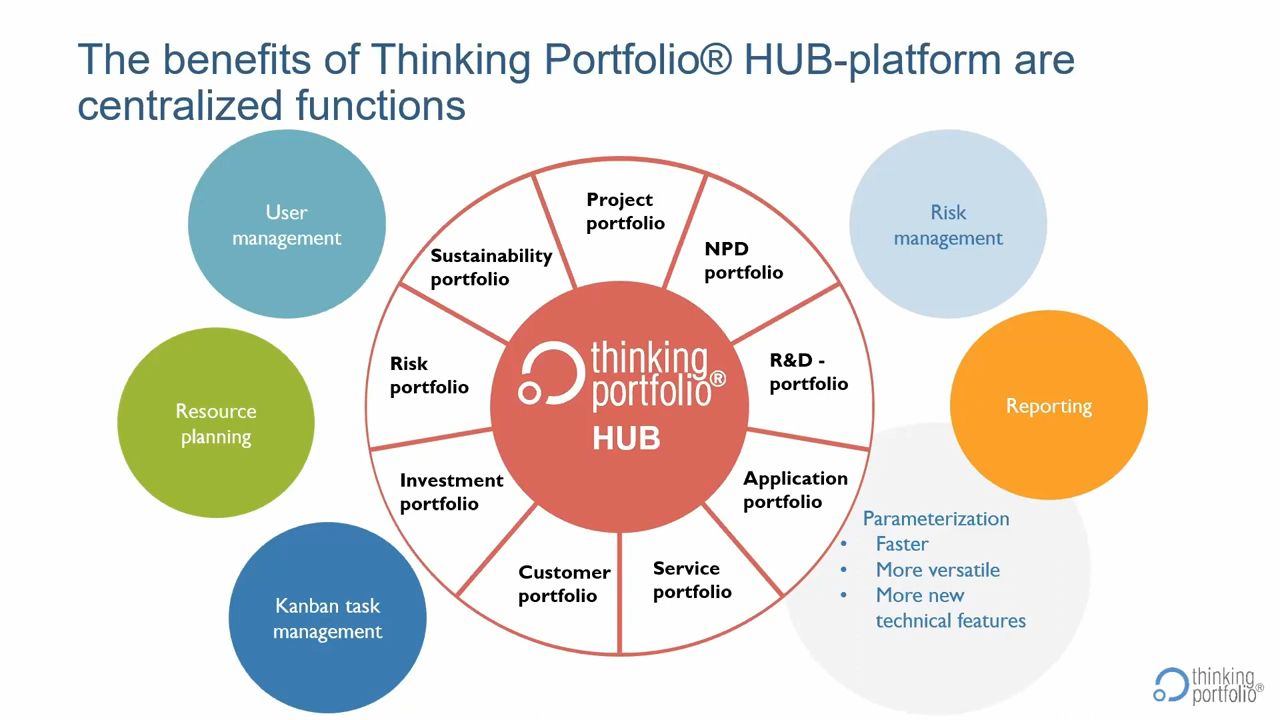 The benefits of Thinking Portfolio® HUB-platform are
centralized functions
User
management
Resource
planning
Kanban task
management
Project
portfolio
NPD
portfolio
R&D -
portfolio
Application
portfolio
Service
portfolio
Customer
portfolio
Investment
portfolio
Risk
portfolio
Sustainability
portfolio
thinking
portfolio®
HUB
Risk
management
Reporting
Parameterization
• Faster
• More versatile
• More new
technical features
thinking
portfolio®